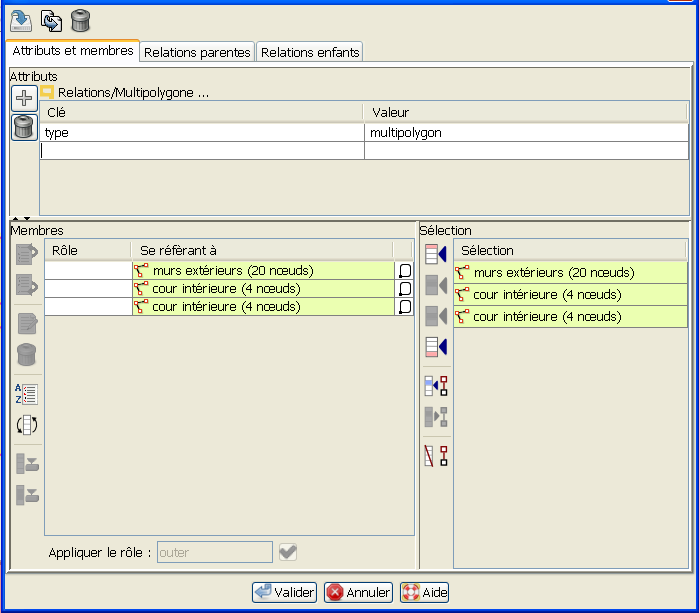 Attributs et membres Relations parentes Relations enfants
Attributs
Relations/Multipolygone ...
Clé Valeur
type multipolygon
Membres
Rôle Se réfèrant à
murs extérieurs (20 nœuds)
cour intérieure (4 nœuds)
cour intérieure (4 nœuds)
A
Z
Appliquer le rôle : outer
Sélection
Sélection
murs extérieurs (20 nœuds)
cour intérieure (4 nœuds)
cour intérieure (4 nœuds)
Valider Annuler Aide